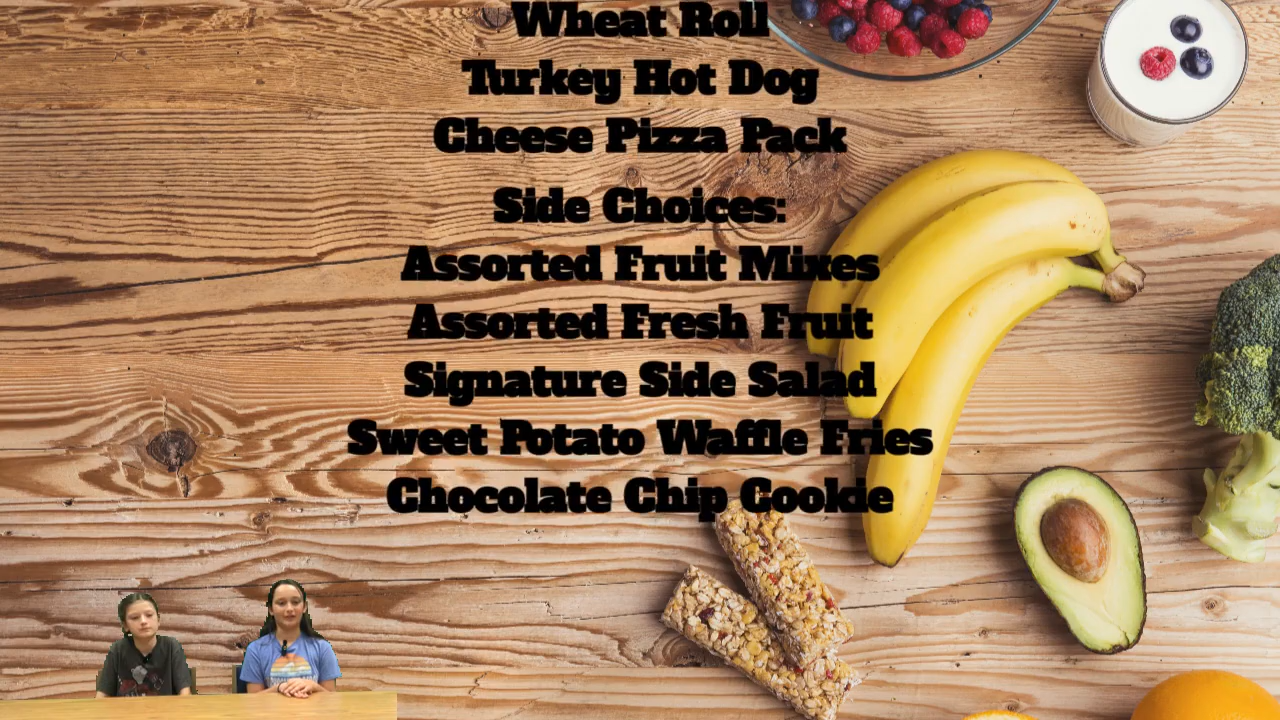 Wheat Roll
Turkey Hot Dog
Cheese Pizza Pack
Side Choices:
Assorted Fruit Mixes
Assorted Fresh Fruit
Signature Side Salad
Sweet Potato Waffle Fries
Chocolate Chip Cookie